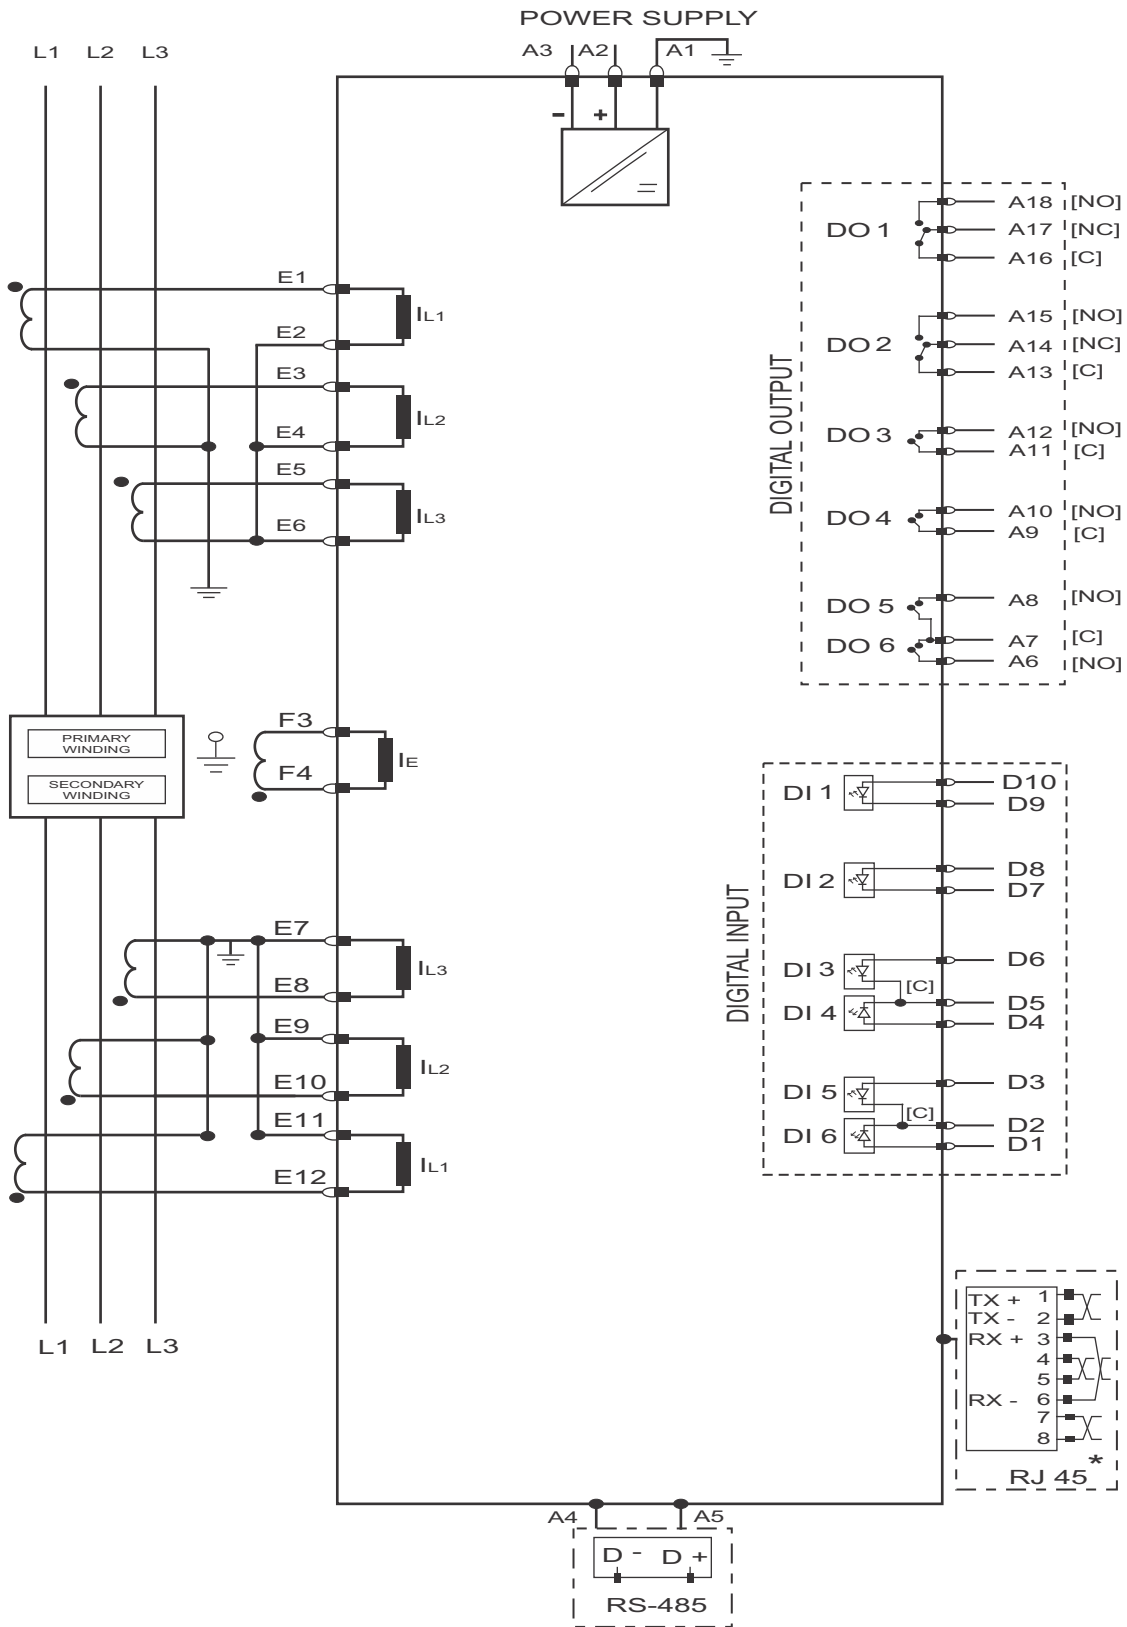 POWER SUPPLY
L1 L2 L3
A3 A2 A1
- +
DIGITAL OUTPUT
DO 1
A18 [NO]
A17 [NC]
A16 [C]
DO 2
A15 [NO]
A14 [NC]
A13 [C]
DO 3
A12 [NO]
A11 [C]
DO 4
A10 [NO]
A9 [C]
DO 5
A8 [NO]
DO 6
A7 [C]
A6 [NO]
E1
IL1
E2
E3
IL2
E4
E5
IL3
E6
PRIMARY
WINDING
SECONDARY
WINDING
F3
IE
F4
DIGITAL INPUT
DI 1
D10
D9
DI 2
D8
D7
DI 3
D6
[C]
DI 4
D5
D4
DI 5
D3
[C]
DI 6
D2
D1
E7
IL3
E8
E9
IL2
E10
E11
IL1
E12
L1 L2 L3
TX + 1
TX - 2
RX + 3
4
5
RX - 6
7
8
RJ 45 *
A4 A5
D - D +
RS-485